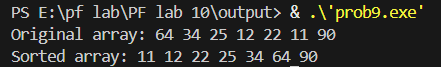 PS E:\pf lab\PF lab 10\output> & .\'prob9.exe'
Original array: 64 34 25 12 22 11 90
Sorted array: 11 12 22 25 34 64 90